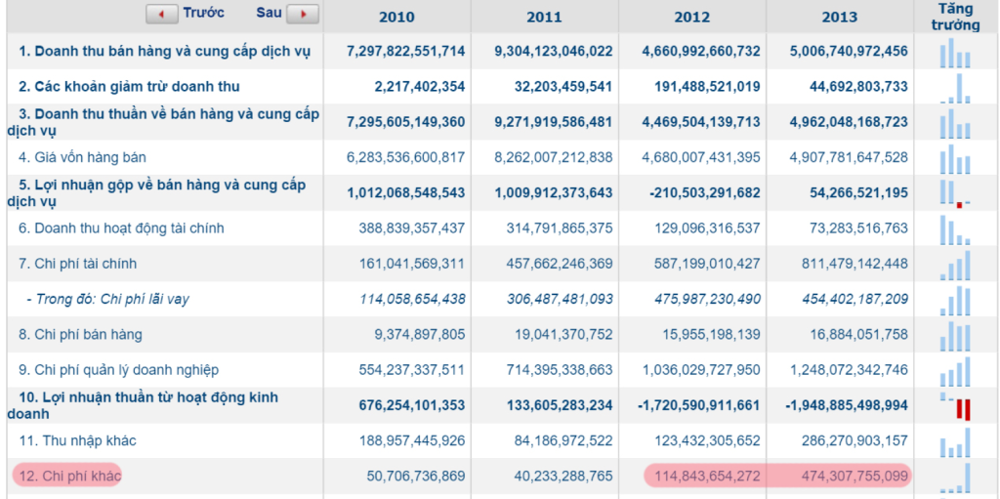 Trước Sau 2010 2011 2012 2013 Tăng trưởng
1. Doanh thu bán hàng và cung cấp dịch vụ 7,297,822,551,714 9,304,123,046,022 4,660,992,660,732 5,006,740,972,456
2. Các khoản giảm trừ doanh thu 2,217,402,354 32,203,459,541 191,488,521,019 44,692,803,733
3. Doanh thu thuần về bán hàng và cung cấp dịch vụ 7,295,605,149,360 9,271,919,586,481 4,469,504,139,713 4,962,048,168,723
4. Giá vốn hàng bán 6,283,536,600,817 8,262,007,212,838 4,680,007,431,395 4,907,781,647,528
5. Lợi nhuận gộp về bán hàng và cung cấp dịch vụ 1,012,068,548,543 1,009,912,373,643 -210,503,291,682 54,266,521,195
6. Doanh thu hoạt động tài chính 388,839,357,437 314,791,865,375 129,096,316,537 73,283,516,763
7. Chi phí tài chính 161,041,569,311 457,662,246,369 587,199,010,427 811,479,142,448
- Trong đó: Chi phí lãi vay 114,058,654,438 306,487,481,093 475,987,230,490 454,402,187,209
8. Chi phí bán hàng 9,374,897,805 19,041,370,752 15,955,198,139 16,884,051,758
9. Chi phí quản lý doanh nghiệp 554,237,337,511 714,395,338,663 1,036,029,727,950 1,248,072,342,746
10. Lợi nhuận thuần từ hoạt động kinh doanh 676,254,101,353 133,605,283,234 -1,720,590,911,661 -1,948,885,498,994
11. Thu nhập khác 188,957,445,926 84,186,972,522 123,432,305,652 286,270,903,157
12. Chi phí khác 50,706,736,869 40,233,288,765 114,843,654,272 474,307,755,099